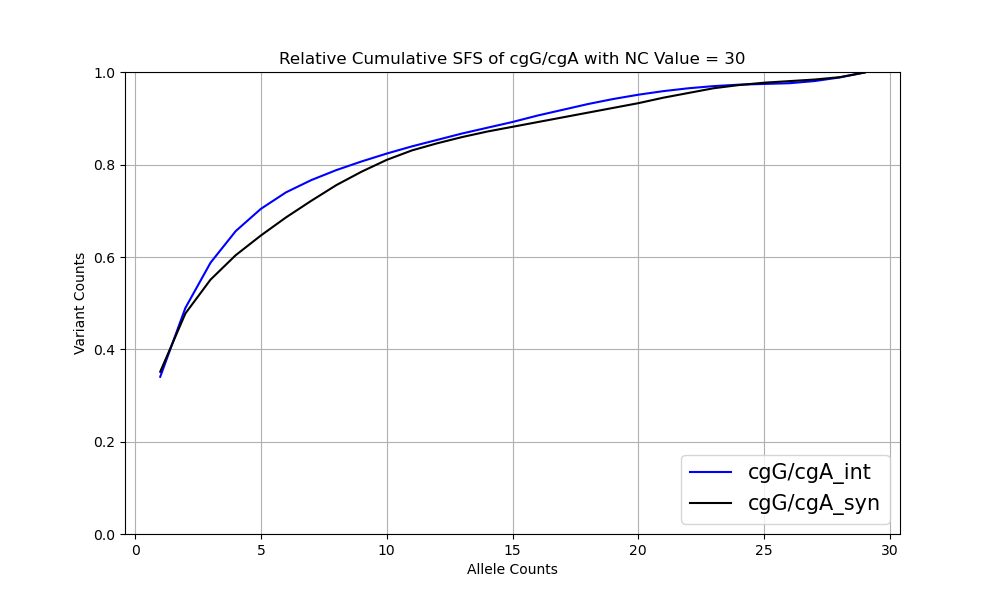 Relative Cumulative SFS of cgG/cgA with NC Value = 30
Variant Counts
1.0
0.8
0.6
0.4
0.2
0.0
cgG/cgA_int
cgG/cgA_syn
0 5 10 15 20 25 30
Allele Counts